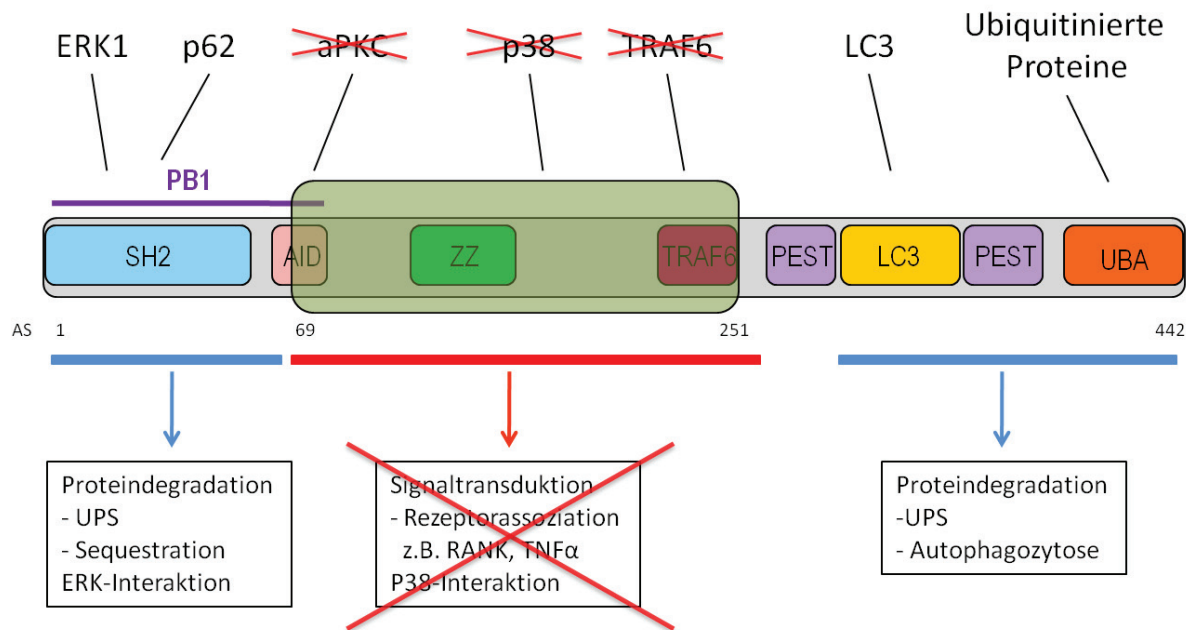 ERK1 p62 aPKC p38 TRAF6 LC3 Ubiquitinierte
Proteine
PB1
SH2 AID ZZ TRAF6 PEST LC3 PEST UBA
AS 1 69 251 442
Proteindegradation
- UPS
- Sequestration
ERK-Interaktion
Signaltransduktion
- Rezeptorassoziation
z.B. RANK, TNFα
P38-Interaktion
Proteindegradation
-UPS
- Autophagozytose